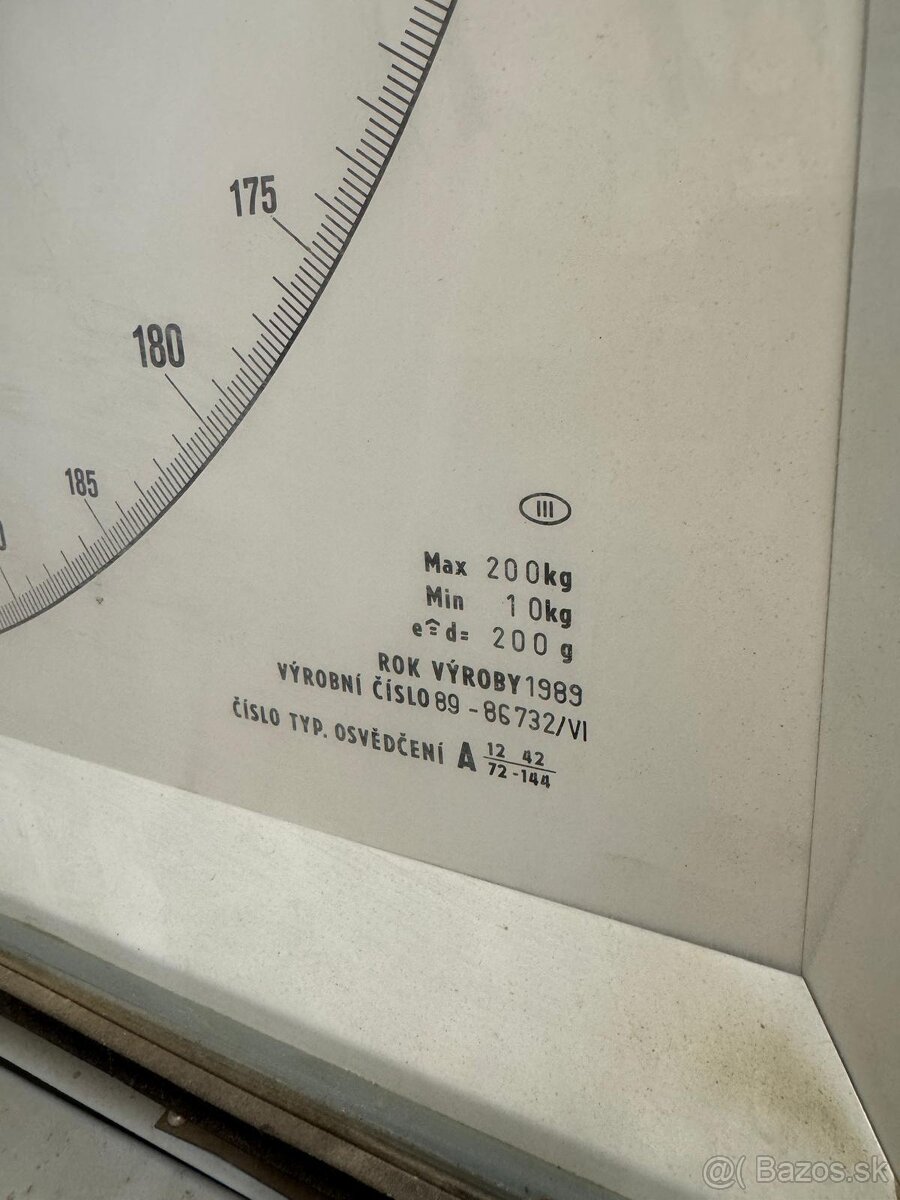 175
180
185
III
Max 200kg
Min 10kg
e≙d= 200 g
ROK VÝROBY 1989
VÝROBNÍ ČÍSLO 89-86732/VI
ČÍSLO TYP. OSVĚDČENÍ A 12 42
72-144
@( Bazos.sk